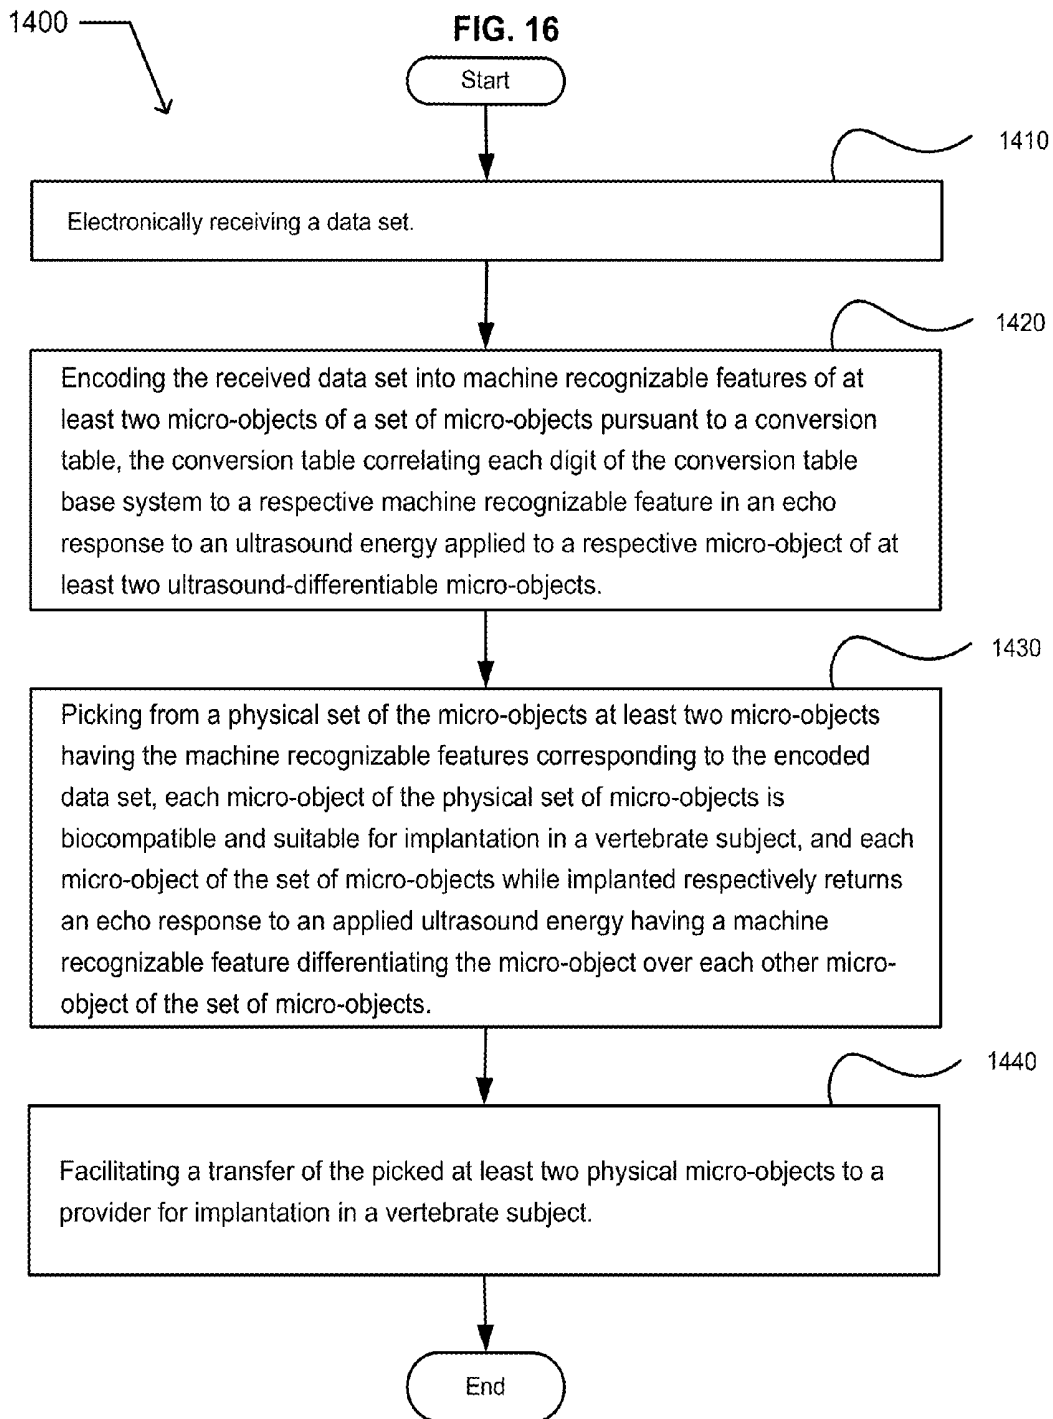 1400
FIG. 16
Start
1410
Electronically receiving a data set.
1420
Encoding the received data set into machine recognizable features of at
least two micro-objects of a set of micro-objects pursuant to a conversion
table, the conversion table correlating each digit of the conversion table
base system to a respective machine recognizable feature in an echo
response to an ultrasound energy applied to a respective micro-object of at
least two ultrasound-differentiable micro-objects.
1430
Picking from a physical set of the micro-objects at least two micro-objects
having the machine recognizable features corresponding to the encoded
data set, each micro-object of the physical set of micro-objects is
biocompatible and suitable for implantation in a vertebrate subject, and each
micro-object of the set of micro-objects while implanted respectively returns
an echo response to an applied ultrasound energy having a machine
recognizable feature differentiating the micro-object over each other micro-
object of the set of micro-objects.
1440
Facilitating a transfer of the picked at least two physical micro-objects to a
provider for implantation in a vertebrate subject.
End